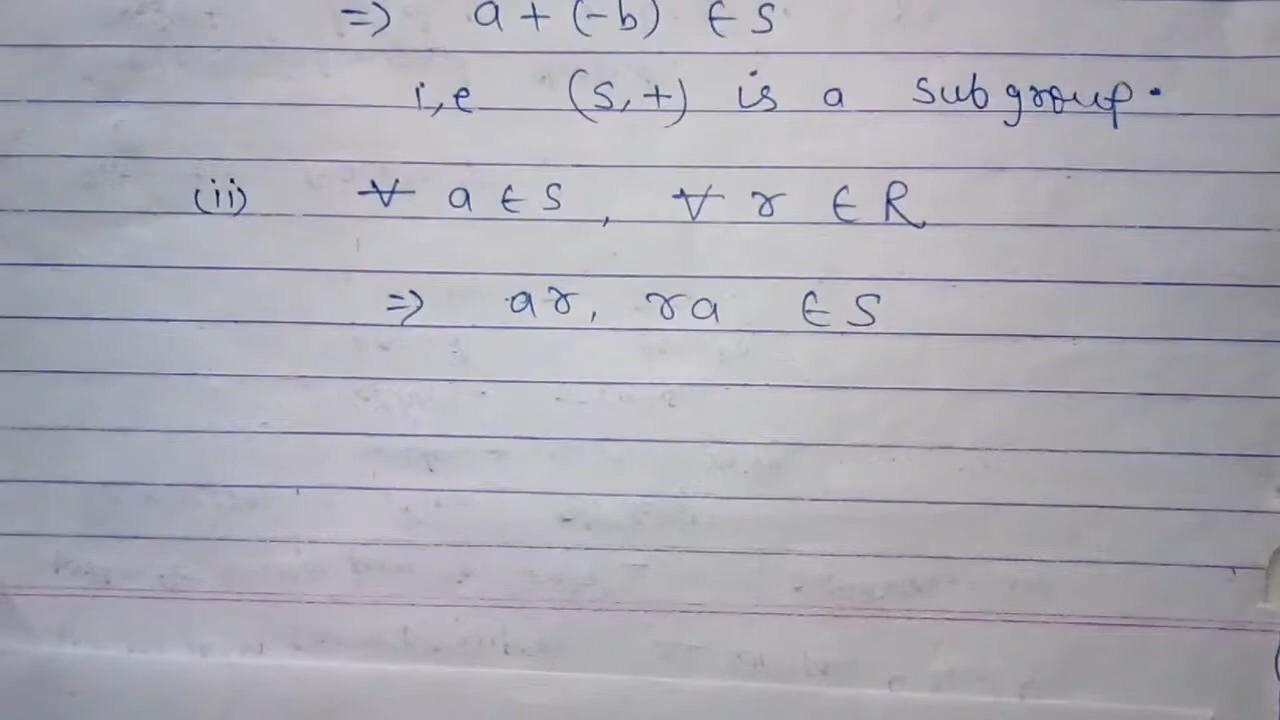 => a + (-b) ∈ S
i,e (S, +) is a subgroup.
(ii) ∀ a ∈ S, ∀ r ∈ R
=> ar, ra ∈ S